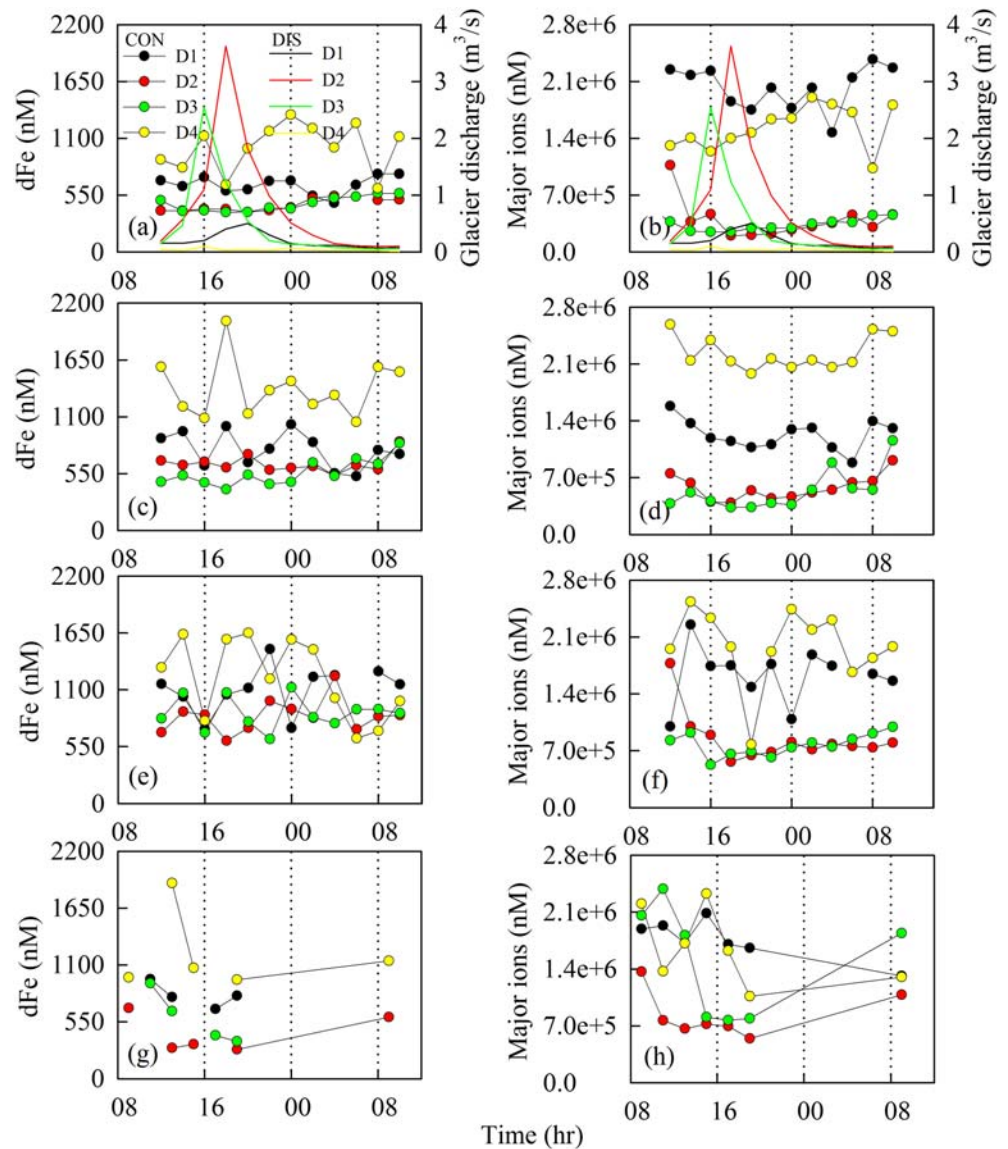 2200
1650
1100
550
0
dFe (nM)
CON
D1
D2
D3
D4
DIS
D1
D2
D3
D4
(a)
4
3
2
1
0
Glacier discharge (m³/s)
08 16 00 08
2.8e+6
2.1e+6
1.4e+6
7.0e+5
0.0
Major ions (nM)
(b)
4
3
2
1
0
Glacier discharge (m³/s)
08 16 00 08
2200
1650
1100
550
0
dFe (nM)
(c)
08 16 00 08
2.8e+6
2.1e+6
1.4e+6
7.0e+5
0.0
Major ions (nM)
(d)
08 16 00 08
2200
1650
1100
550
0
dFe (nM)
(e)
08 16 00 08
2.8e+6
2.1e+6
1.4e+6
7.0e+5
0.0
Major ions (nM)
(f)
08 16 00 08
2200
1650
1100
550
0
dFe (nM)
(g)
08 16 00 08
2.8e+6
2.1e+6
1.4e+6
7.0e+5
0.0
Major ions (nM)
(h)
08 16 00 08
Time (hr)